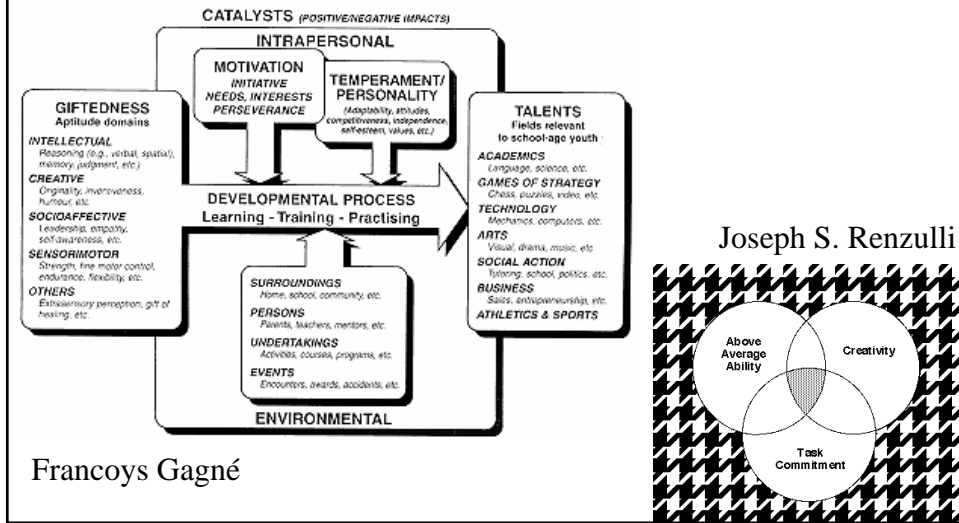 CATALYSTS (POSITIVE/NEGATIVE IMPACTS)
INTRAPERSONAL
MOTIVATION
INITIATIVE
NEEDS, INTERESTS
PERSEVERANCE
TEMPERAMENT/
PERSONALITY
(Adaptability, attitudes,
competitiveness, independence,
self-esteem, values, etc.)
GIFTEDNESS
Aptitude domains
INTELLECTUAL
Reasoning (e.g., verbal, spatial),
memory, judgment, etc.)
CREATIVE
Originality, inventiveness,
humour, etc.
SOCIOAFFECTIVE
Leadership, empathy,
self-awareness, etc.
SENSORIMOTOR
Strength, fine motor control,
endurance, flexibility, etc.
OTHERS
Extrasensory perception, gift of
healing, etc.
DEVELOPMENTAL PROCESS
Learning - Training - Practising
SURROUNDINGS
Home, school, community, etc.
PERSONS
Parents, teachers, mentors, etc.
UNDERTAKINGS
Activities, courses, programs, etc.
EVENTS
Encounters, awards, accidents, etc.
ENVIRONMENTAL
TALENTS
Fields relevant
to school-age youth
ACADEMICS
Language, science, etc.
GAMES OF STRATEGY
Chess, puzzles, video, etc.
TECHNOLOGY
Mechanics, computers, etc.
ARTS
Visual, drama, music, etc
SOCIAL ACTION
Tutoring, school, politics, etc.
BUSINESS
Sales, entrepreneurship, etc.
ATHLETICS & SPORTS
Francoys Gagné
Joseph S. Renzulli
Above
Average
Ability
Creativity
Task
Commitment